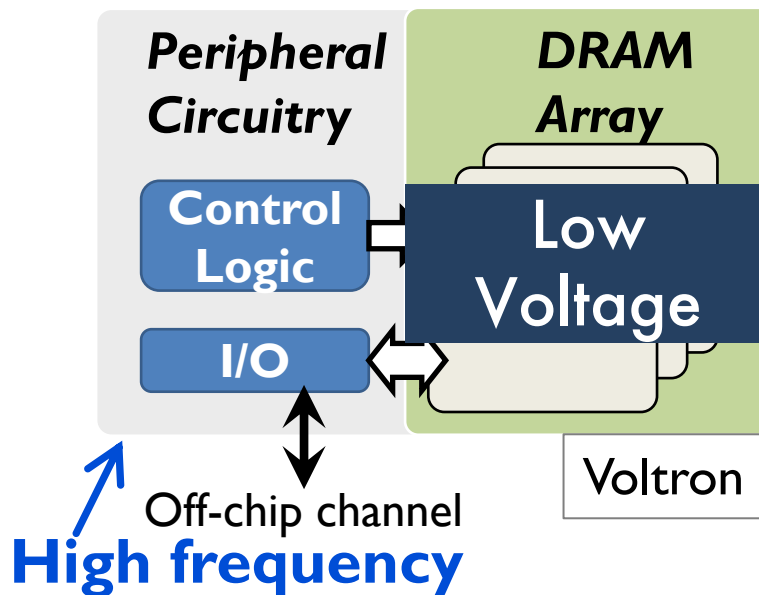 Peripheral
Circuitry
DRAM
Array
Control
Logic
Low
Voltage
I/O
Off-chip channel
Voltron
High frequency